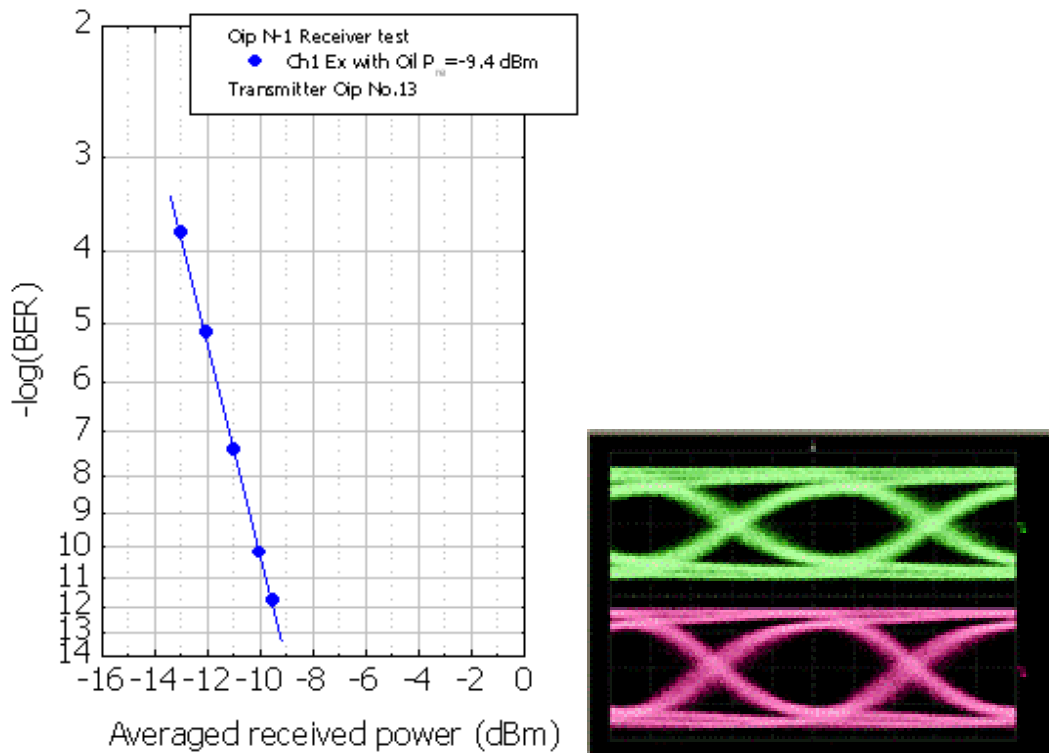 Oip N-1 Receiver test
Ch1 Ex with Oil P =-9.4 dBm
Transmitter Oip No.13
2
3
4
5
6
7
8
9
10
11
12
13
14
-log(BER)
-16 -14 -12 -10 -8 -6 -4 -2 0
Averaged received power (dBm)